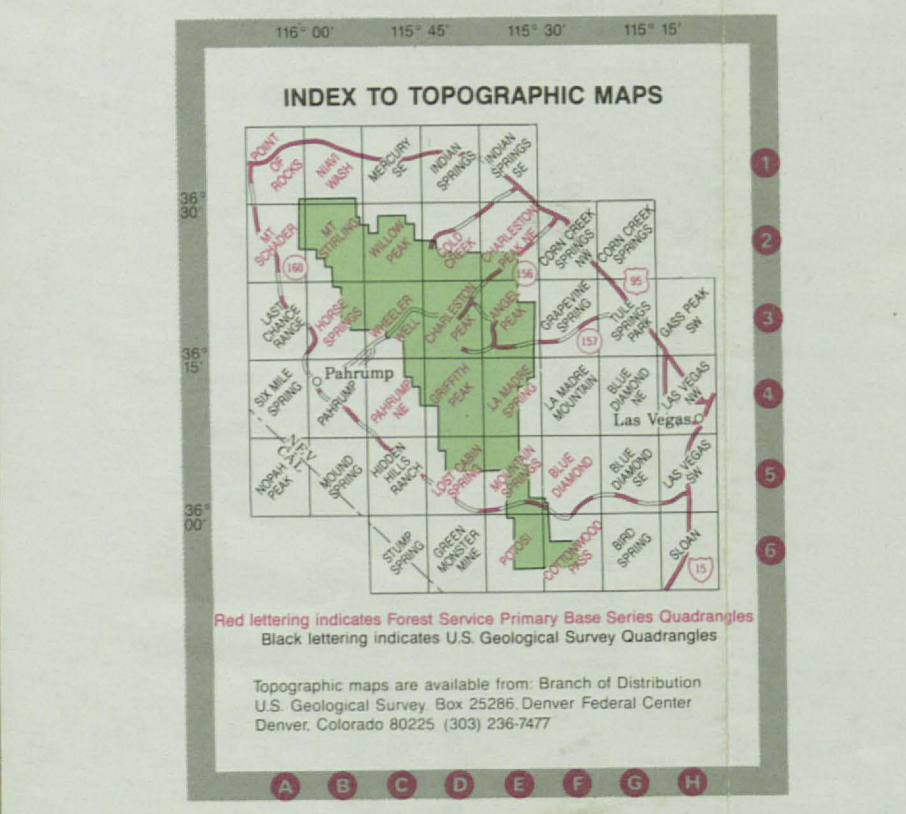 116° 00' 115° 45' 115° 30' 115° 15'
INDEX TO TOPOGRAPHIC MAPS
POINT
OF
ROCKS
NIAVI
WASH
MERCURY
SE
INDIAN
SPRINGS
INDIAN
SPRINGS
SE
1
36°
30'
MT
SCHADER
MT
STIRLING
WILLOW
PEAK
COLD
CREEK
CHARLESTON
PEAK NE
CORN CREEK
SPRINGS
NW
CORN CREEK
SPRINGS
2
160
156
95
LAST
CHANCE
RANGE
HORSE
SPRINGS
WHEELER
WELL
CHARLESTON
PEAK
ANGEL
PEAK
GRAPEVINE
SPRING
TULE
SPRINGS
PARK
GASS PEAK
SW
3
157
36°
15'
SIX MILE
SPRING
Pahrump
PAHRUMP
PAHRUMP
NE
GRIFFITH
PEAK
LA MADRE
SPRING
LA MADRE
MOUNTAIN
BLUE
DIAMOND
NE
LAS VEGAS
NW
4
Las Vegas
NEV
CAL
NOPAH
PEAK
MOUND
SPRING
HIDDEN
HILLS
RANCH
LOST CABIN
SPRING
MOUNTAIN
SPRINGS
BLUE
DIAMOND
BLUE
DIAMOND
SE
LAS VEGAS
SW
5
36°
00'
STUMP
SPRING
GREEN
MONSTER
MINE
POTOSI
COTTONWOOD
PASS
BIRD
SPRING
SLOAN
6
15
Red lettering indicates Forest Service Primary Base Series Quadrangles
Black lettering indicates U.S. Geological Survey Quadrangles
Topographic maps are available from: Branch of Distribution
U.S. Geological Survey. Box 25286, Denver Federal Center
Denver, Colorado 80225 (303) 236-7477
A B C D E F G H